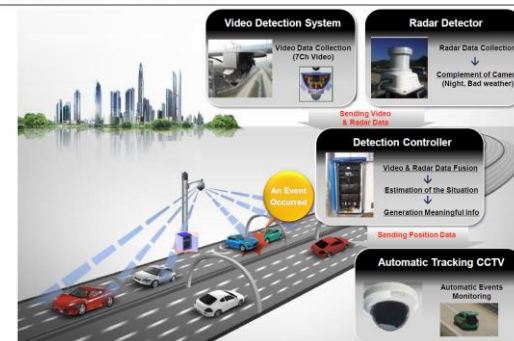 Video Detection System
Video Data Collection
(7Ch Video)
Radar Detector
Radar Data Collection
Complement of Camera
(Night, Bad weather)
Sending Video
& Radar Data
Detection Controller
Video & Radar Data Fusion
Estimation of the Situation
Generation Meaningful Info
An Event
Occurred
Sending Position Data
Automatic Tracking CCTV
Automatic Events
Monitoring